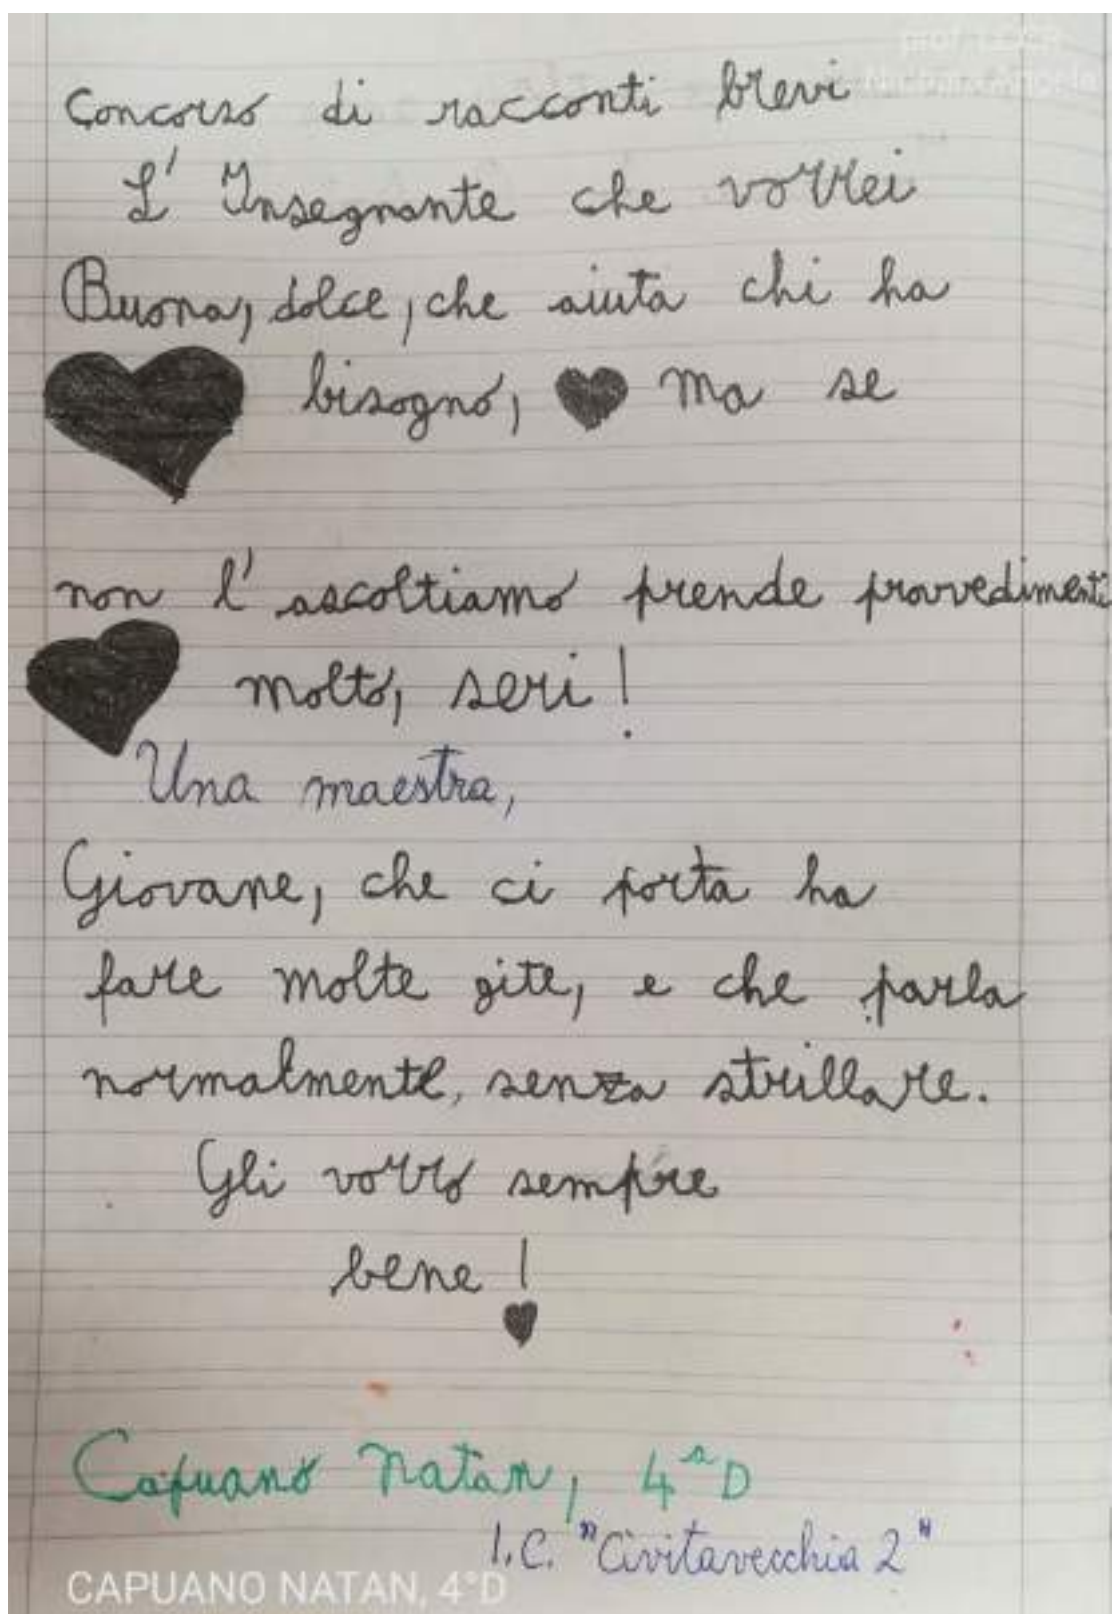 Concorso di racconti brevi
L' Insegnante che vorrei
Buona, dolce, che aiuta chi ha
bisogno, ma se
non l' ascoltiamo prende provvedimenti
molto, seri!
Una maestra,
Giovane, che ci porta ha
fare molte gite, e che parla
normalmente, senza strillare.
Gli vorrò sempre
bene!
Capuano Natan, 4ªD
I.C. "Civitavecchia 2"
CAPUANO NATAN, 4°D